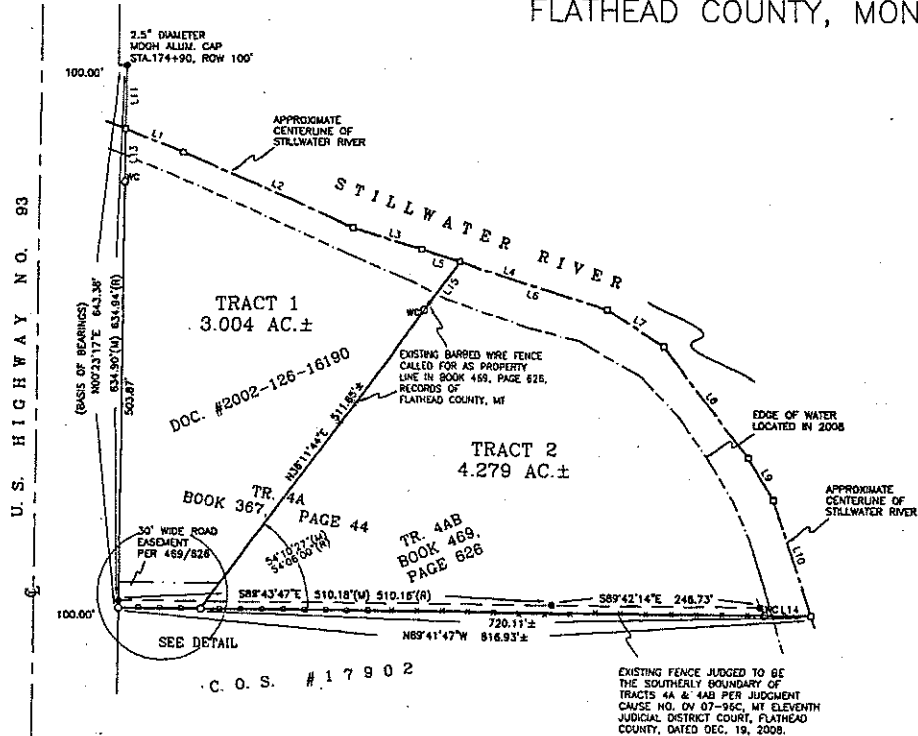 FLATHEAD COUNTY, MON
2.5" DIAMETER
MDOH ALUM. CAP
STA.174+90, ROW 100'
100.00'
L11
L1
L13
WC
APPROXIMATE
CENTERLINE OF
STILLWATER RIVER
L2
STILLWATER RIVER
L3
L5
L4
L6
L15
L7
WC
L8
L9
L10
U.S. HIGHWAY NO. 93
(BASIS OF BEARINGS)
N00°23'17"E 643.38'
634.90'(M) 634.94'(R)
503.87'
TRACT 1
3.004 AC.±
DOC. #2002-126-16190
EXISTING BARBED WIRE FENCE
CALLED FOR AS PROPERTY
LINE IN BOOK 469, PAGE 626,
RECORDS OF
FLATHEAD COUNTY, MT
N36°11'44"E 511.85'±
TRACT 2
4.279 AC.±
EDGE OF WATER
LOCATED IN 2008
APPROXIMATE
CENTERLINE OF
STILLWATER RIVER
TR. 4A
BOOK 367, PAGE 44
TR. 4AB
BOOK 469,
PAGE 626
54°10'27"(M)
54°06'00"(R)
30' WIDE ROAD
EASEMENT
PER 469/626
100.00'
S89°43'47"E 510.18'(M) 510.15'(R)
S89°42'14"E 248.73'
WC L14
720.11'±
N89°41'47"W 816.93'±
SEE DETAIL
C.O.S. #17902
EXISTING FENCE JUDGED TO BE
THE SOUTHERLY BOUNDARY OF
TRACTS 4A & 4AB PER JUDGMENT
CAUSE NO. DV 07-96C, MT ELEVENTH
JUDICIAL DISTRICT COURT, FLATHEAD
COUNTY, DATED DEC. 19, 2008.